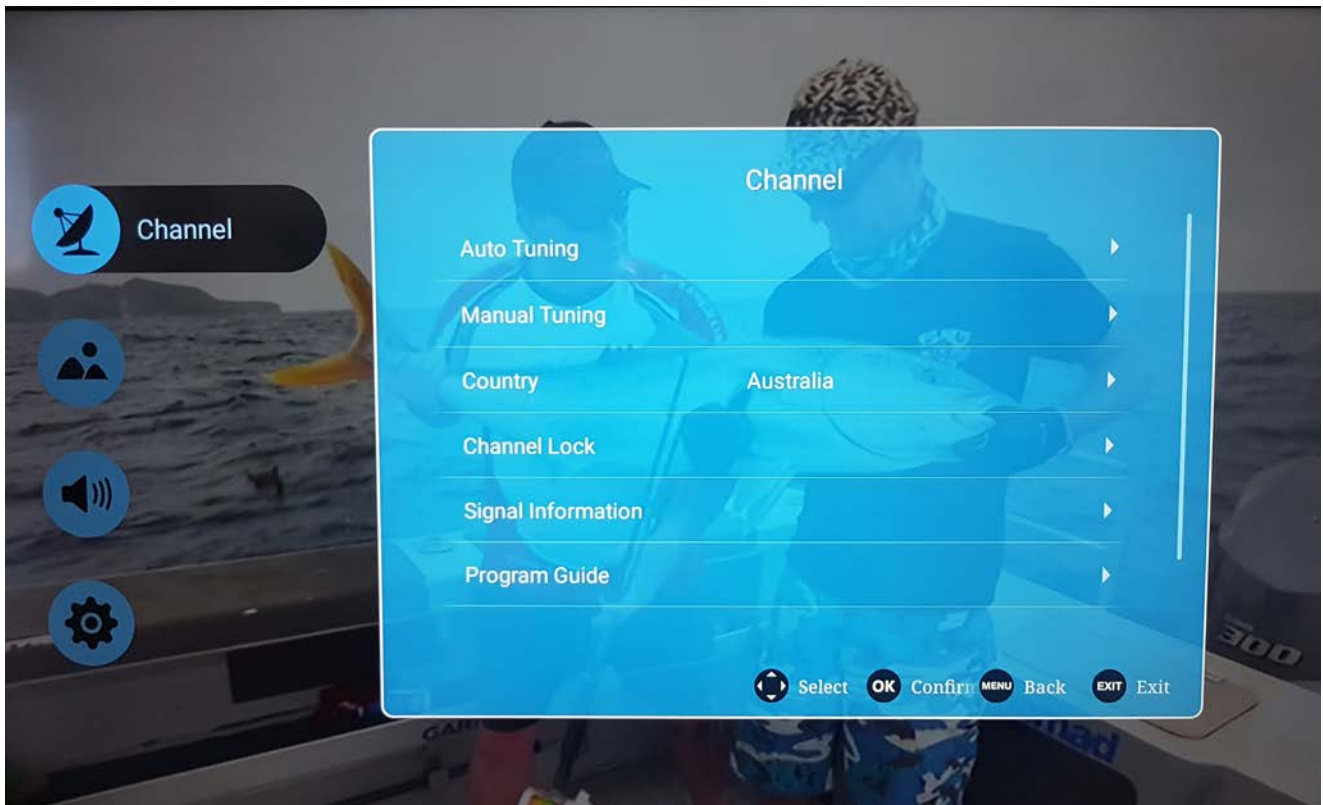 Channel
Channel
Auto Tuning
Manual Tuning
Country Australia
Channel Lock
Signal Information
Program Guide
Select OK Confirm MENU Back EXIT Exit
300